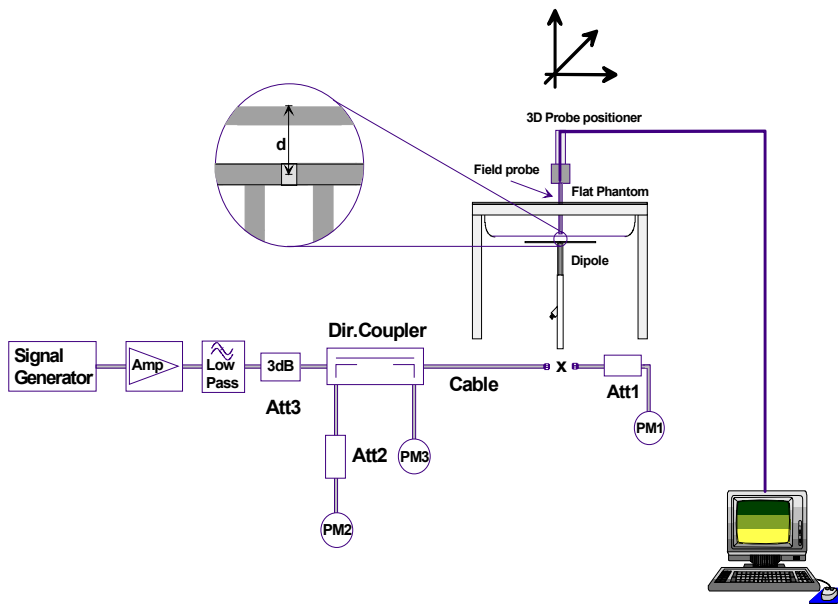 d
3D Probe positioner
Field probe
Flat Phantom
Dipole
Signal
Generator
Amp
Low
Pass
3dB
Att3
Dir.Coupler
Cable
x
Att1
PM1
Att2
PM3
PM2